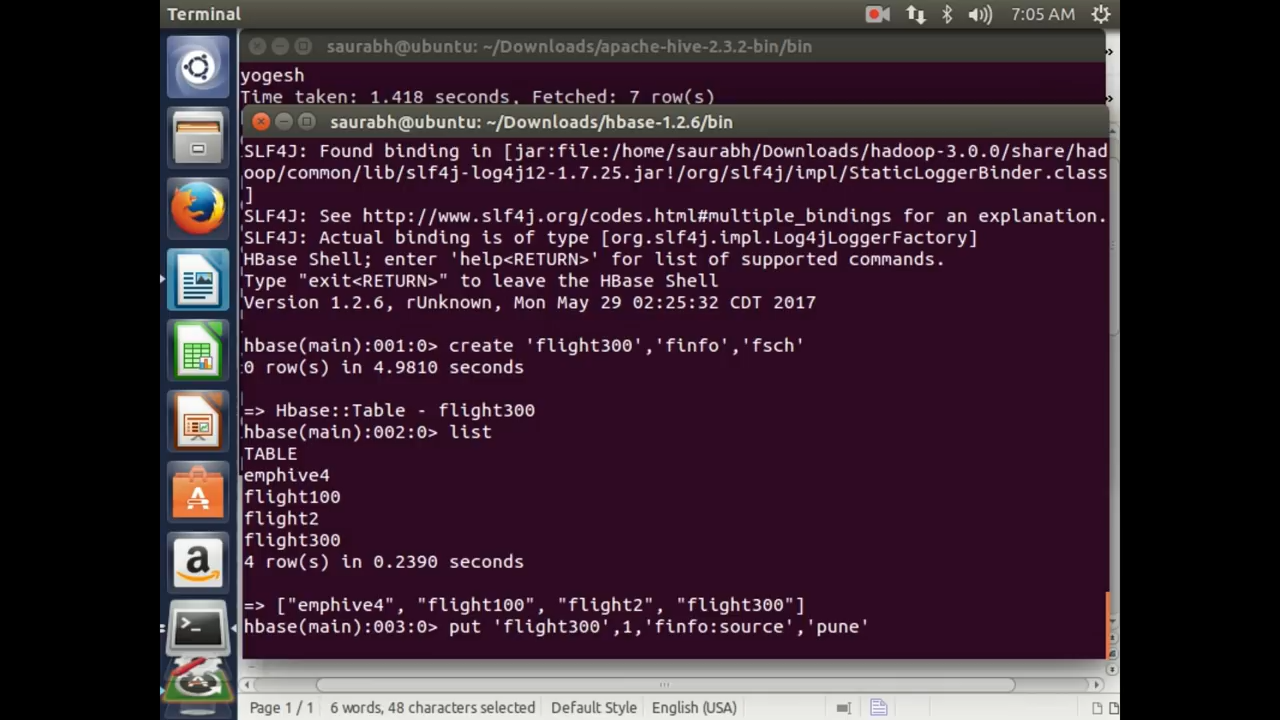 Terminal
7:05 AM
saurabh@ubuntu: ~/Downloads/apache-hive-2.3.2-bin/bin
yogesh
Time taken: 1.418 seconds, Fetched: 7 row(s)
saurabh@ubuntu: ~/Downloads/hbase-1.2.6/bin
SLF4J: Found binding in [jar:file:/home/saurabh/Downloads/hadoop-3.0.0/share/had
oop/common/lib/slf4j-log4j12-1.7.25.jar!/org/slf4j/impl/StaticLoggerBinder.class
]
SLF4J: See http://www.slf4j.org/codes.html#multiple_bindings for an explanation.
SLF4J: Actual binding is of type [org.slf4j.impl.Log4jLoggerFactory]
HBase Shell; enter 'help<RETURN>' for list of supported commands.
Type "exit<RETURN>" to leave the HBase Shell
Version 1.2.6, rUnknown, Mon May 29 02:25:32 CDT 2017
hbase(main):001:0> create 'flight300','finfo','fsch'
0 row(s) in 4.9810 seconds
=> Hbase::Table - flight300
hbase(main):002:0> list
TABLE
emphive4
flight100
flight2
flight300
4 row(s) in 0.2390 seconds
=> ["emphive4", "flight100", "flight2", "flight300"]
hbase(main):003:0> put 'flight300',1,'finfo:source','pune'
Page 1 / 1
6 words, 48 characters selected
Default Style
English (USA)